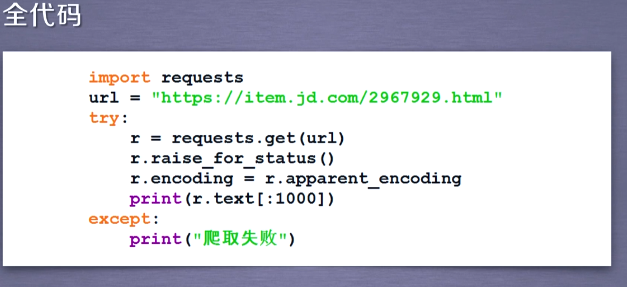 全代码
import requests
url = "https://item.jd.com/2967929.html"
try:
    r = requests.get(url)
    r.raise_for_status()
    r.encoding = r.apparent_encoding
    print(r.text[:1000])
except:
    print("爬取失败")